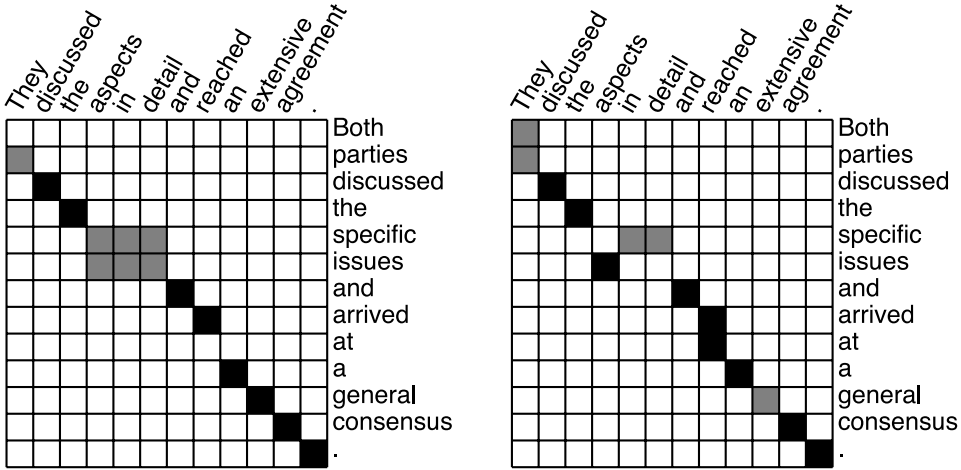 They
discussed
the
aspects
in
detail
and
reached
an
extensive
agreement
.
Both
parties
discussed
the
specific
issues
and
arrived
at
a
general
consensus
.
They
discussed
the
aspects
in
detail
and
reached
an
extensive
agreement
.
Both
parties
discussed
the
specific
issues
and
arrived
at
a
general
consensus
.